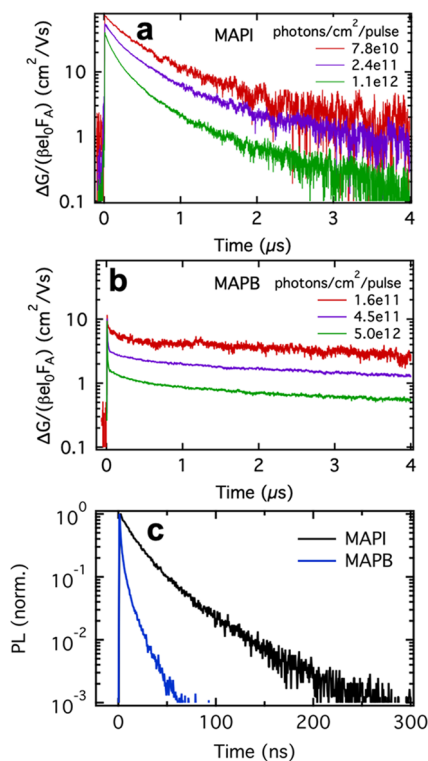 a
MAPI
photons/cm²/pulse
7.8e10
2.4e11
1.1e12
ΔG/(βeI₀F_A) (cm²/Vs)
10
1
0.1
0
1
2
3
4
Time (µs)
b
MAPB
photons/cm²/pulse
1.6e11
4.5e11
5.0e12
ΔG/(βeI₀F_A) (cm²/Vs)
10
1
0.1
0
1
2
3
4
Time (µs)
c
MAPI
MAPB
PL (norm.)
10⁰
10⁻¹
10⁻²
10⁻³
0
100
200
300
Time (ns)